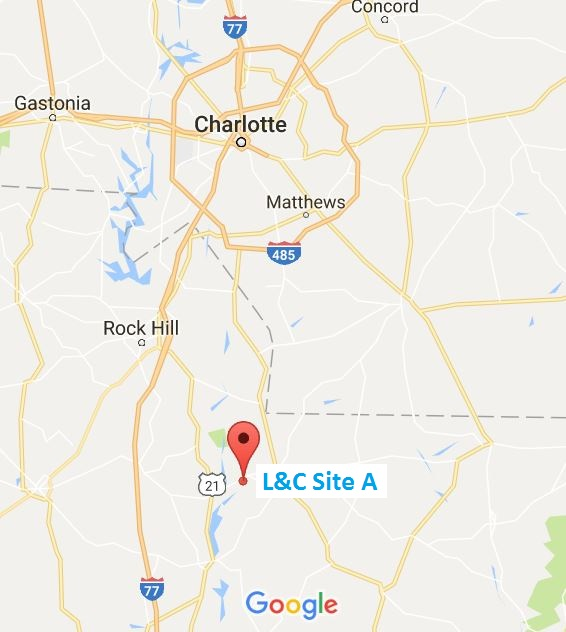 Concord
77
Gastonia
Charlotte
Matthews
485
Rock Hill
21
L&C Site A
77
Google